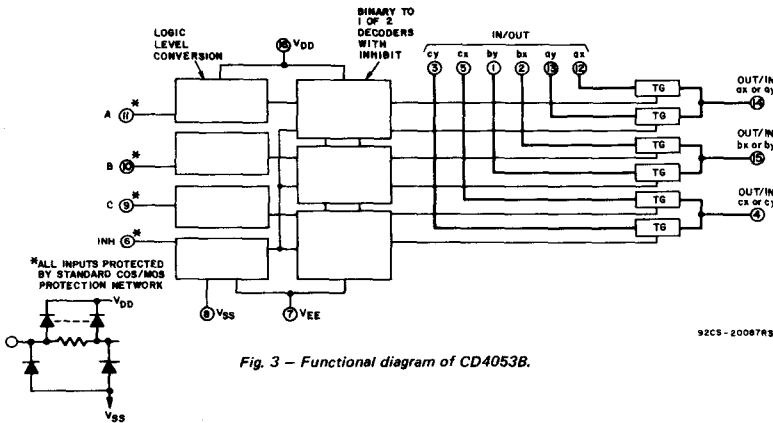 LOGIC
LEVEL
CONVERSION
16 VDD
BINARY TO
1 OF 2
DECODERS
WITH
INHIBIT
IN/OUT
cy cx by bx ay ax
3 5 1 2 13 12
A 11*
B 10*
C 9*
INH 6*
TG
TG
TG
TG
TG
TG
OUT/IN
ax or ay
14
OUT/IN
bx or by
15
OUT/IN
cx or cy
4
*ALL INPUTS PROTECTED
BY STANDARD COS/MOS
PROTECTION NETWORK
8 VSS
7 VEE
VDD
VSS
92CS-20087RS
Fig. 3 – Functional diagram of CD4053B.